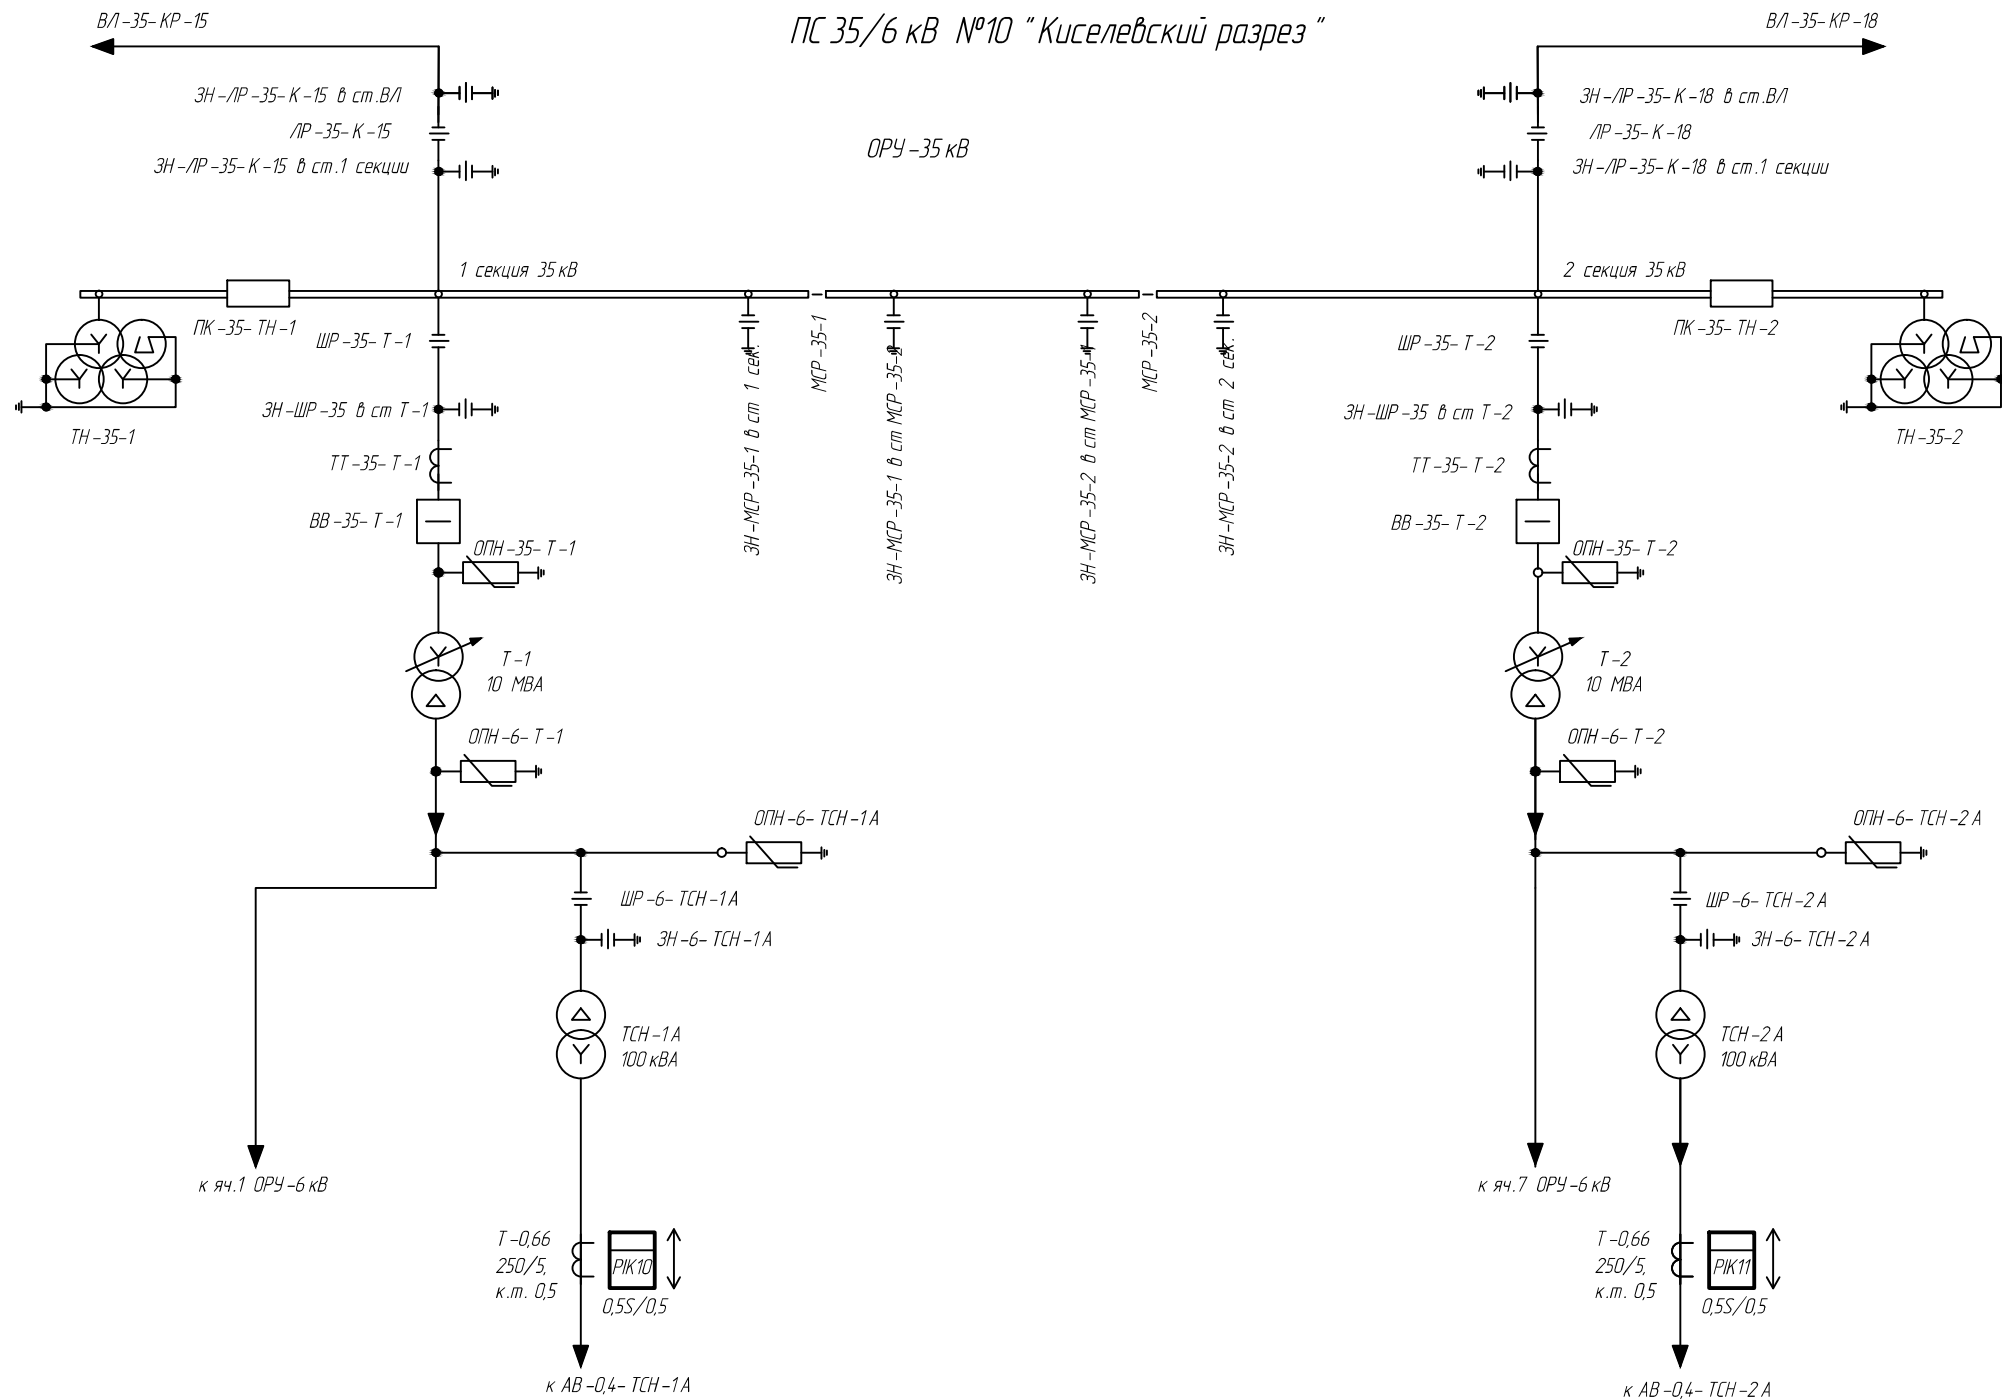 ВЛ-35-КР-15
ПС 35/6 кВ №10 "Киселевский разрез"
ВЛ-35-КР-18
ЗН-ЛР-35-К-15 в ст.ВЛ
ЛР-35-К-15
ЗН-ЛР-35-К-15 в ст.1 секции
ОРУ-35 кВ
ЗН-ЛР-35-К-18 в ст.ВЛ
ЛР-35-К-18
ЗН-ЛР-35-К-18 в ст.1 секции
1 секция 35 кВ
2 секция 35 кВ
ПК-35-ТН-1
ШР-35-Т-1
ЗН-ШР-35 в ст Т-1
ТН-35-1
ТТ-35-Т-1
ВВ-35-Т-1
ОПН-35-Т-1
ЗН-МСР-35-1 в ст 1 сек.
МСР-35-1
ЗН-МСР-35-1 в ст МСР-35-2
ЗН-МСР-35-2 в ст МСР-35-1
МСР-35-2
ЗН-МСР-35-2 в ст 2 сек.
ПК-35-ТН-2
ШР-35-Т-2
ЗН-ШР-35 в ст Т-2
ТН-35-2
ТТ-35-Т-2
ВВ-35-Т-2
ОПН-35-Т-2
Т-1
10 МВА
Т-2
10 МВА
ОПН-6-Т-1
ОПН-6-Т-2
ОПН-6-ТСН-1А
ОПН-6-ТСН-2А
ШР-6-ТСН-1А
ЗН-6-ТСН-1А
ШР-6-ТСН-2А
ЗН-6-ТСН-2А
ТСН-1А
100 кВА
ТСН-2А
100 кВА
к яч.1 ОРУ-6 кВ
к яч.7 ОРУ-6 кВ
Т-0,66
250/5,
к.т. 0,5
PIK10
0,5S/0,5
Т-0,66
250/5,
к.т. 0,5
PIK11
0,5S/0,5
к АВ-0,4-ТСН-1А
к АВ-0,4-ТСН-2А